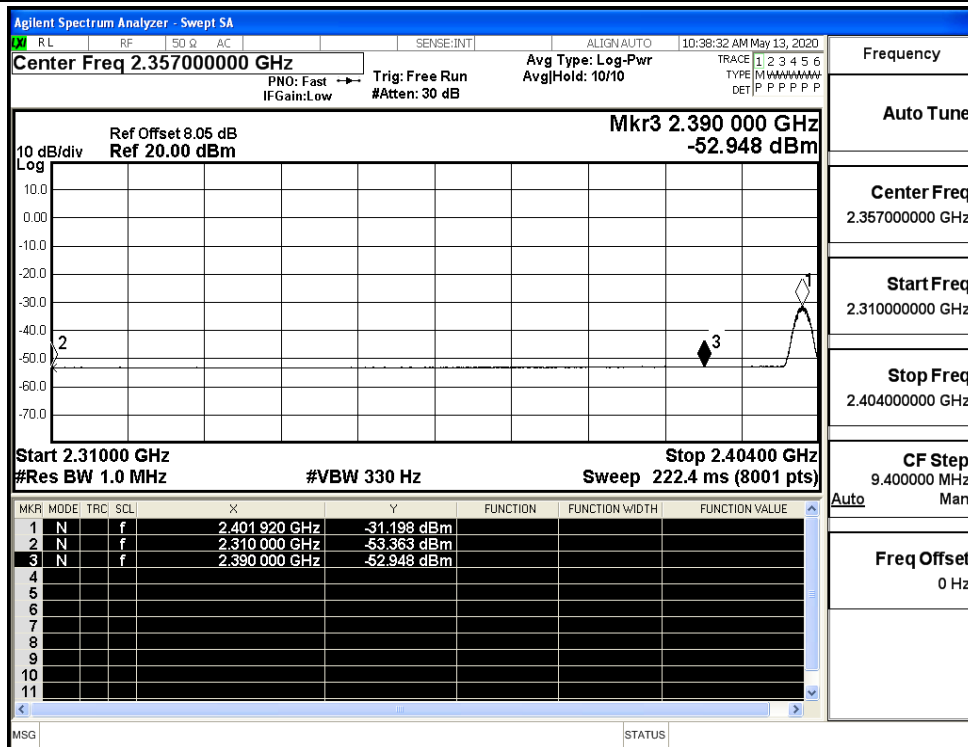 Agilent Spectrum Analyzer - Swept SA
LXI RL RF 50 Ω AC SENSE:INT ALIGNAUTO 10:38:32 AM May 13, 2020
Center Freq 2.357000000 GHz
PNO: Fast
IFGain:Low
Trig: Free Run
#Atten: 30 dB
Avg Type: Log-Pwr
Avg|Hold: 10/10
TRACE 1 2 3 4 5 6
TYPE M WWWWW
DET P P P P P P
Ref Offset 8.05 dB
Ref 20.00 dBm
10 dB/div
Log
Mkr3 2.390 000 GHz
-52.948 dBm
10.0
0.00
-10.0
-20.0
-30.0
-40.0
-50.0
-60.0
-70.0
1
2
3
Start 2.31000 GHz Stop 2.40400 GHz
#Res BW 1.0 MHz #VBW 330 Hz Sweep 222.4 ms (8001 pts)
MKR MODE TRC SCL X Y FUNCTION FUNCTION WIDTH FUNCTION VALUE
1 N f 2.401 920 GHz -31.198 dBm
2 N f 2.310 000 GHz -53.363 dBm
3 N f 2.390 000 GHz -52.948 dBm
4
5
6
7
8
9
10
11
MSG STATUS
Frequency
Auto Tune
Center Freq
2.357000000 GHz
Start Freq
2.310000000 GHz
Stop Freq
2.404000000 GHz
CF Step
9.400000 MHz
Auto Man
Freq Offset
0 Hz